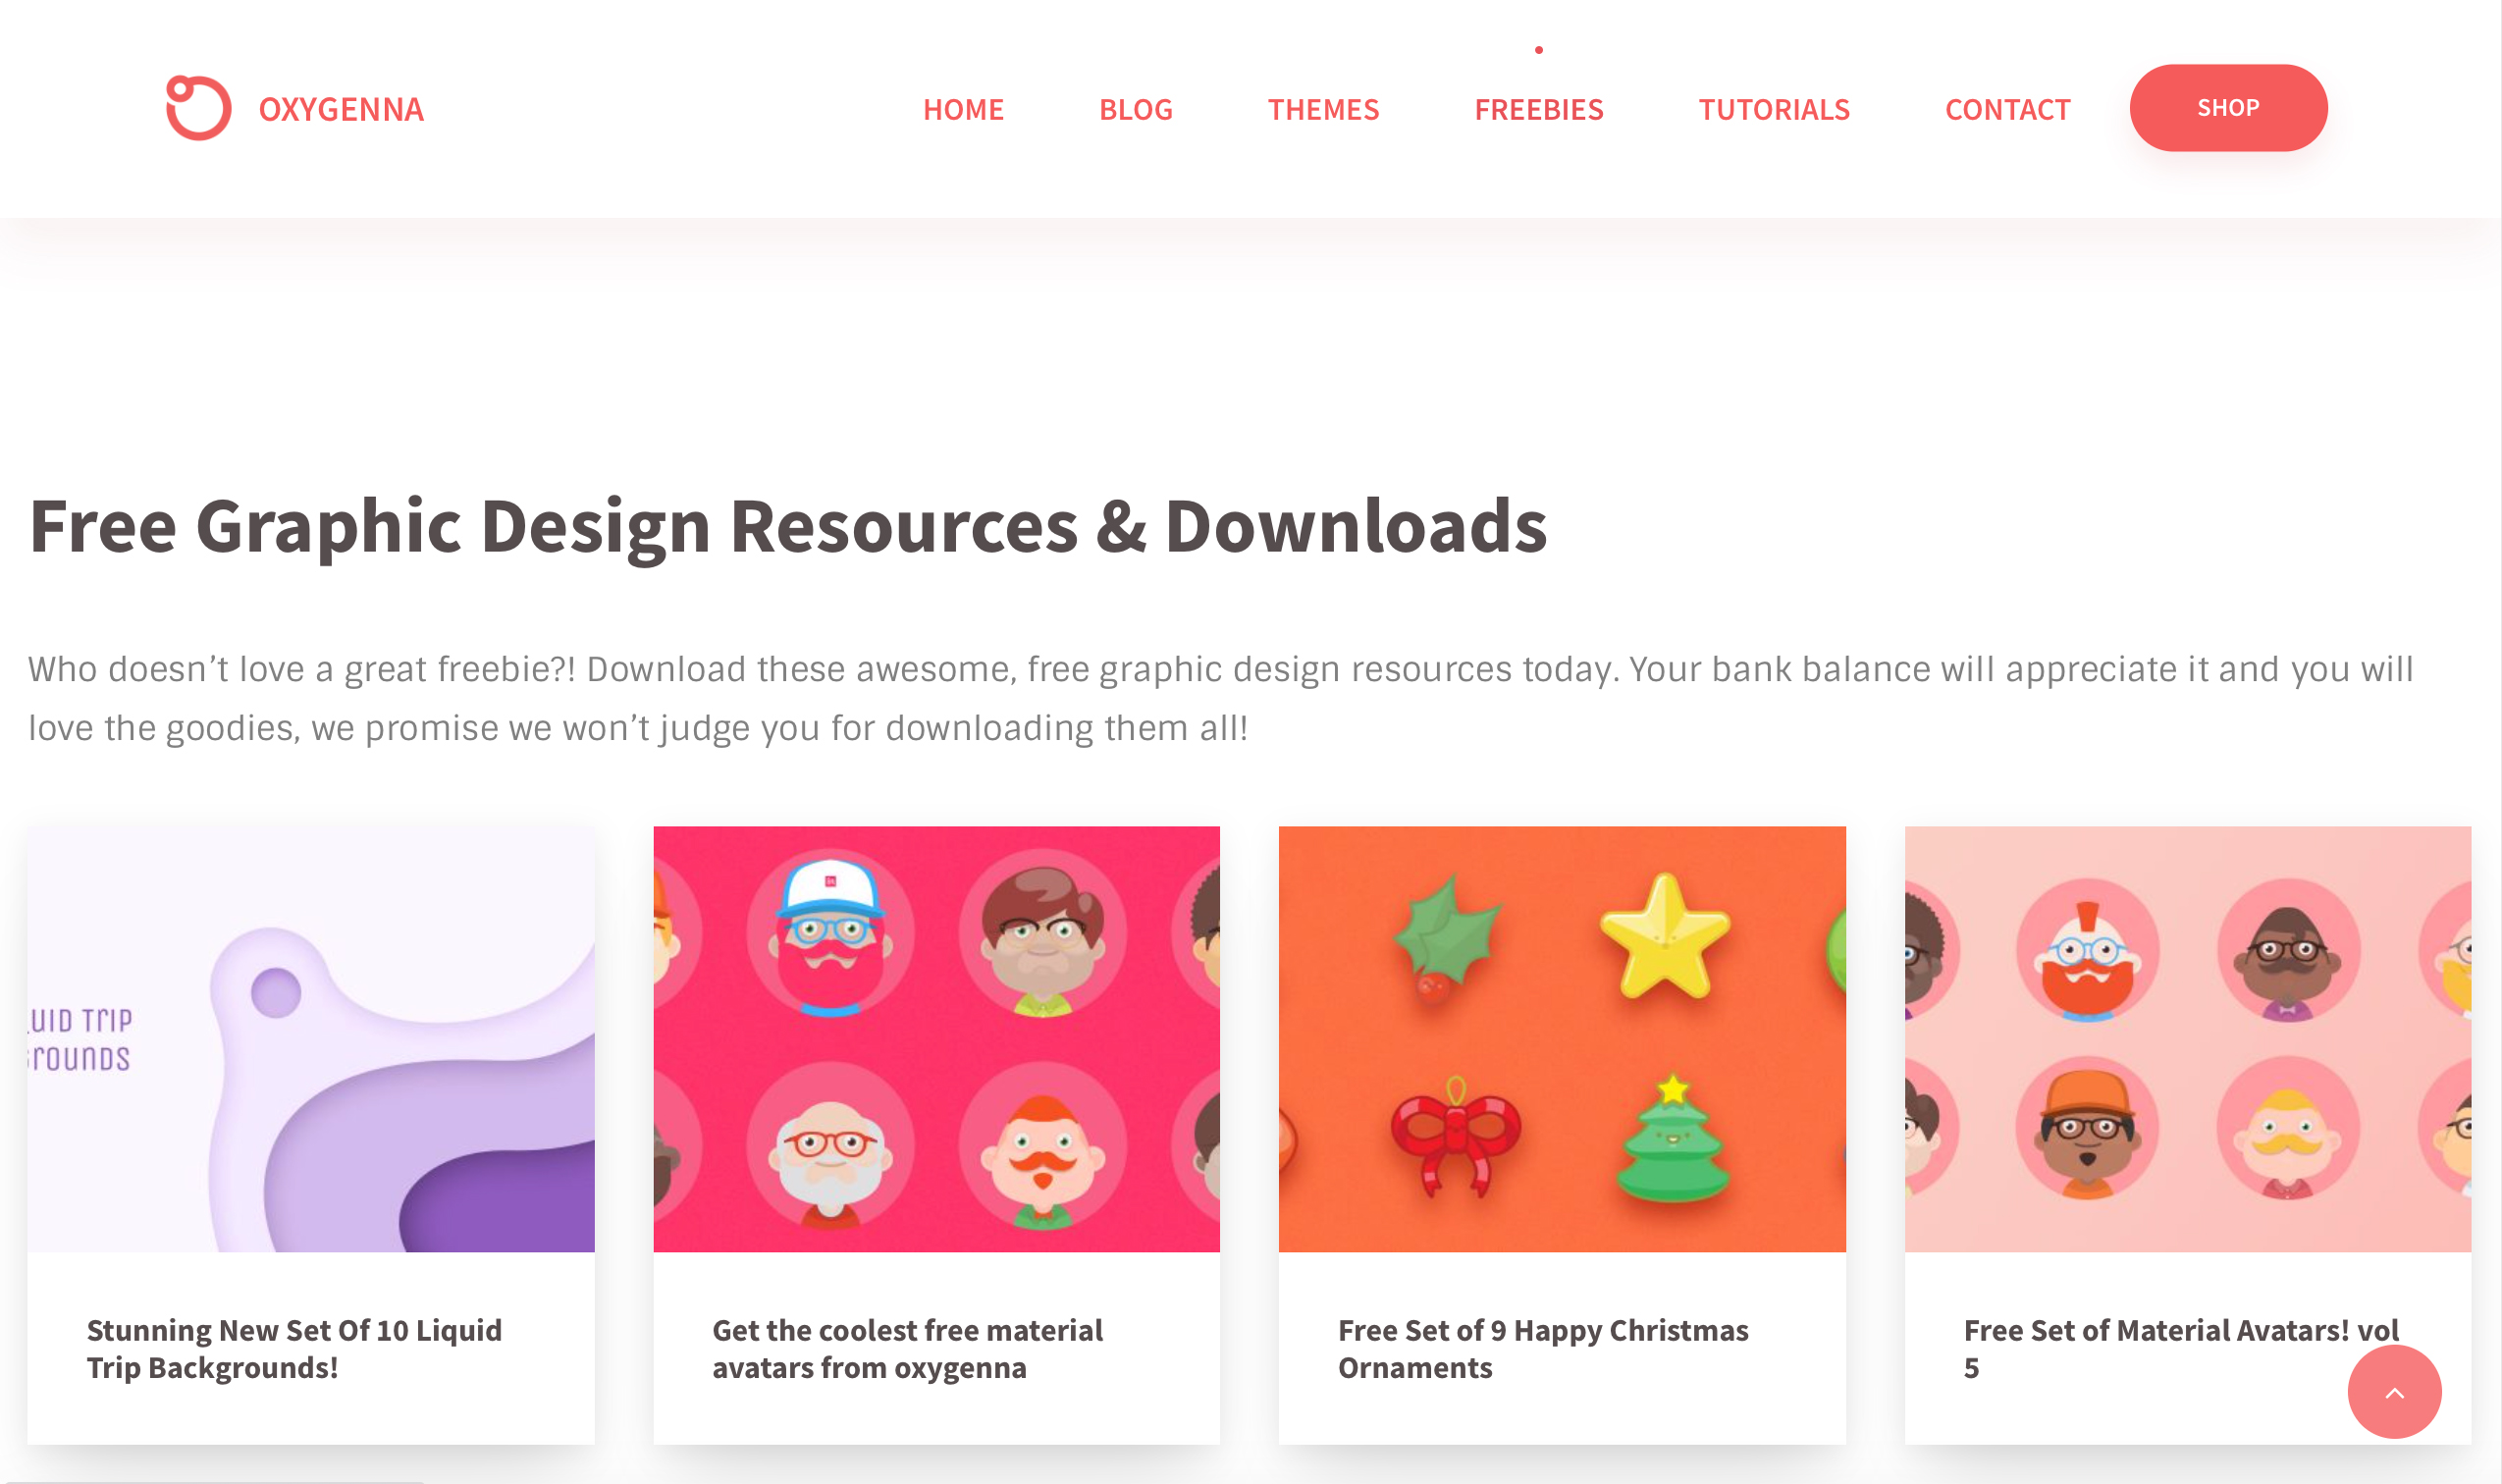 OXYGENNA
HOME
BLOG
THEMES
FREEBIES
TUTORIALS
CONTACT
SHOP
Free Graphic Design Resources & Downloads
Who doesn’t love a great freebie?! Download these awesome, free graphic design resources today. Your bank balance will appreciate it and you will
love the goodies, we promise we won’t judge you for downloading them all!
UID TRIP
ROUNDS
Stunning New Set Of 10 Liquid
Trip Backgrounds!
Get the coolest free material
avatars from oxygenna
Free Set of 9 Happy Christmas
Ornaments
Free Set of Material Avatars! vol
5